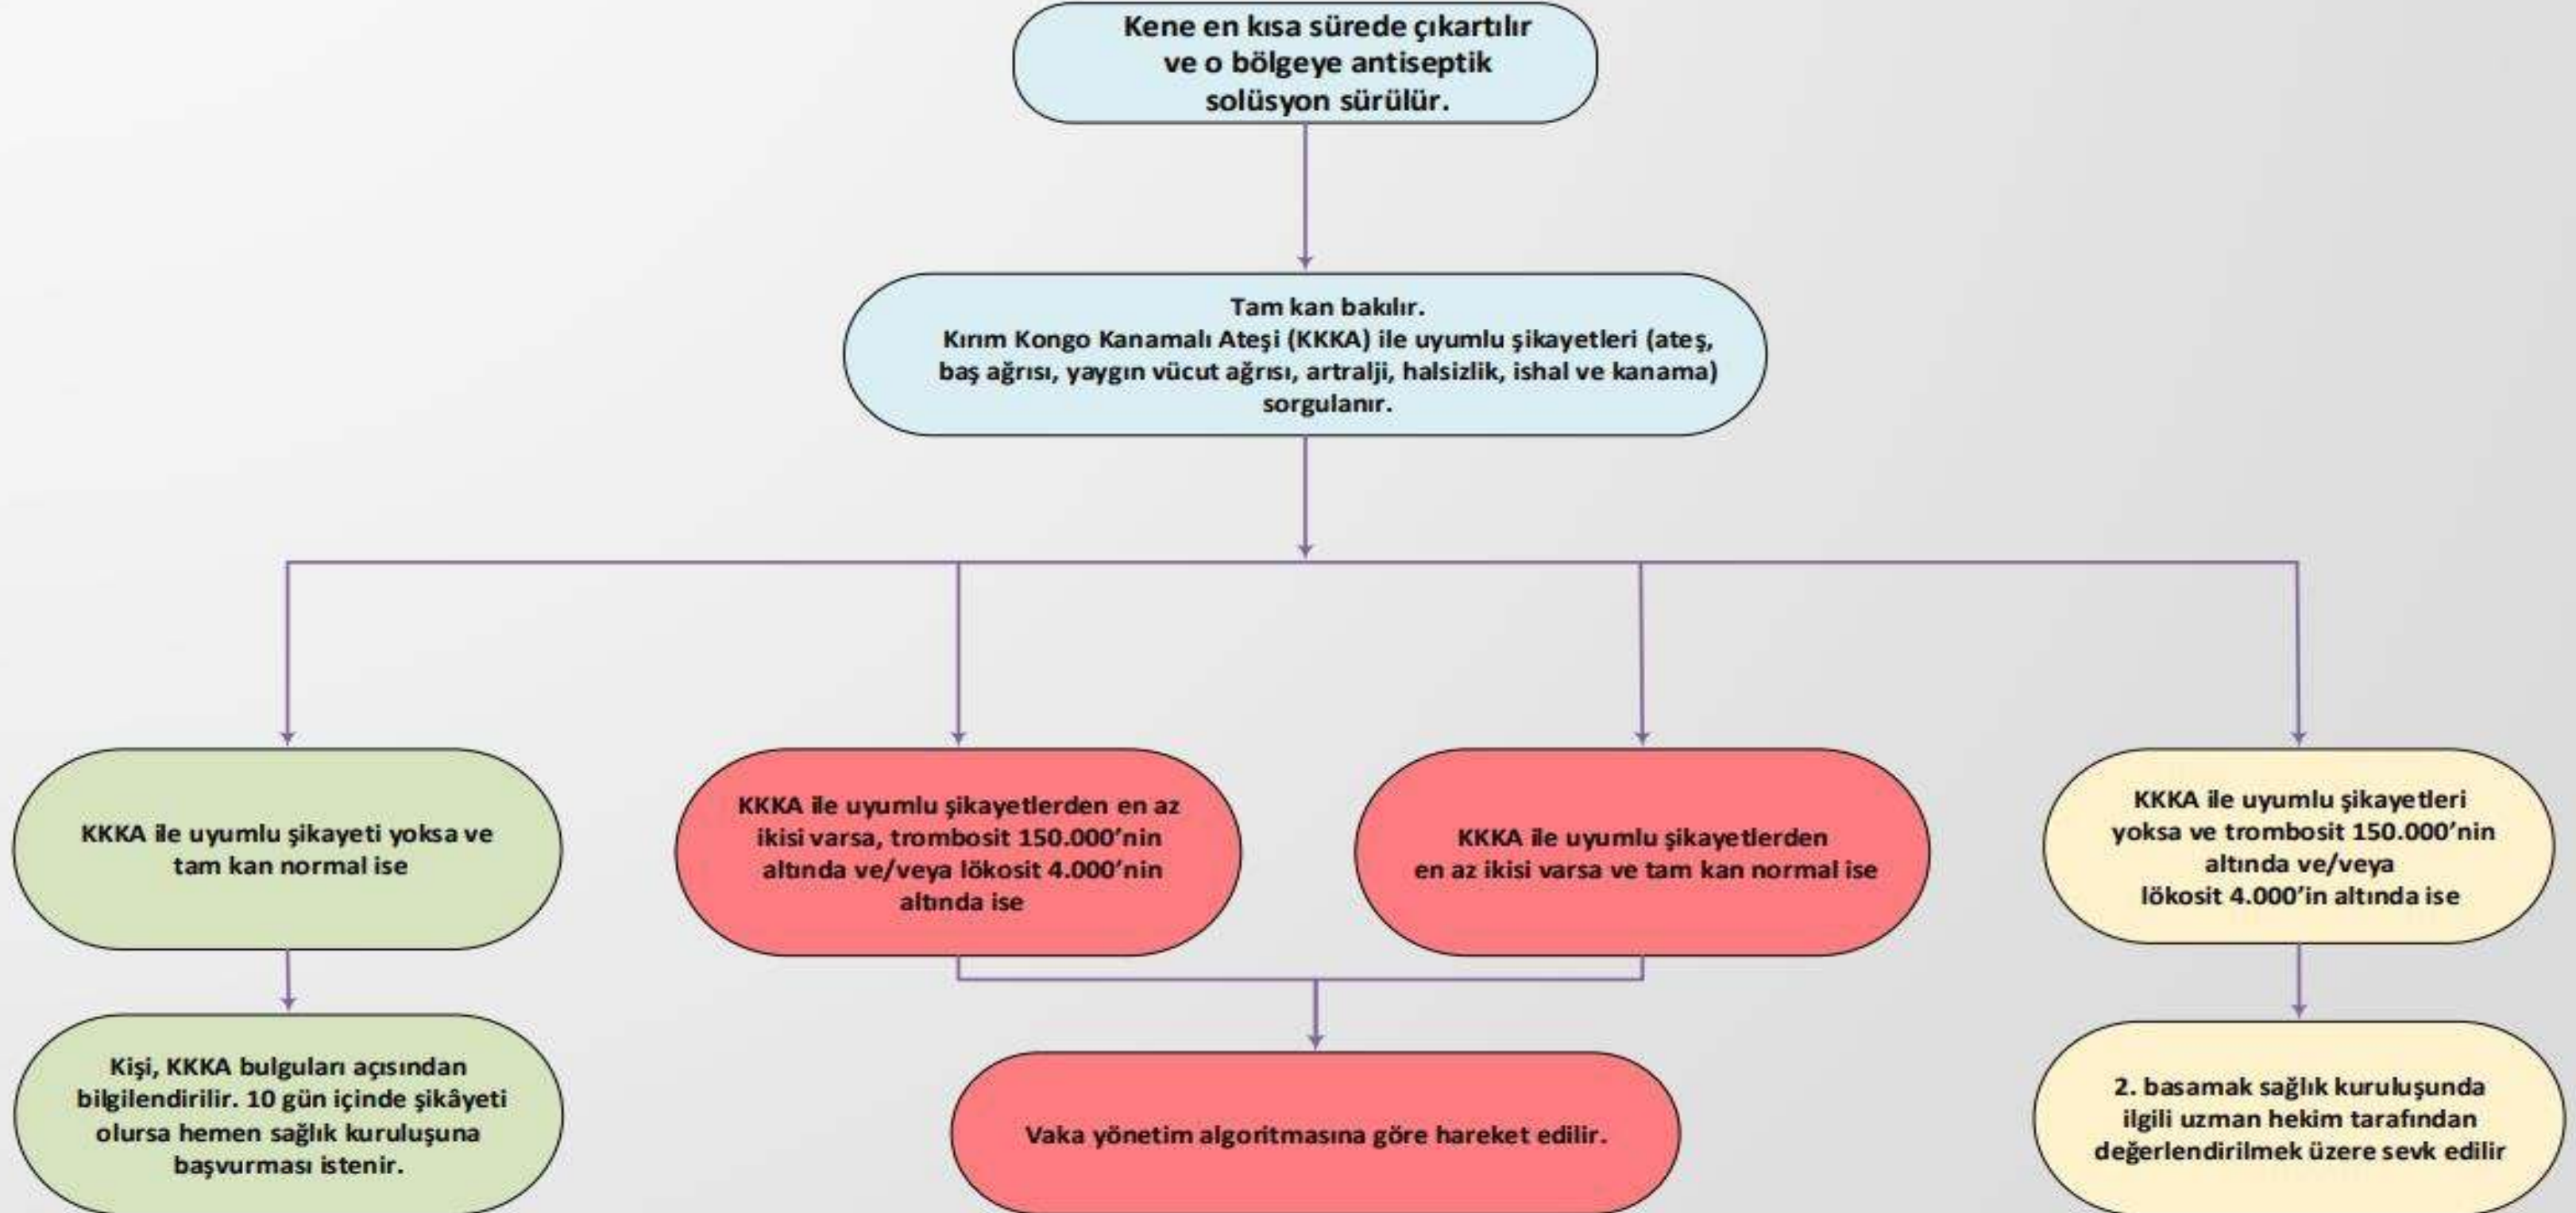 Kene en kısa sürede çıkartılır
ve o bölgeye antiseptik
solüsyon sürülür.
Tam kan bakılır.
Kırım Kongo Kanamalı Ateşi (KKKA) ile uyumlu şikayetleri (ateş,
baş ağrısı, yaygın vücut ağrısı, artralji, halsizlik, ishal ve kanama)
sorgulanır.
KKKA ile uyumlu şikayeti yoksa ve
tam kan normal ise
KKKA ile uyumlu şikayetlerden en az
ikisi varsa, trombosit 150.000’nin
altında ve/veya lökosit 4.000’nin
altında ise
KKKA ile uyumlu şikayetlerden
en az ikisi varsa ve tam kan normal ise
KKKA ile uyumlu şikayetleri
yoksa ve trombosit 150.000’nin
altında ve/veya
lökosit 4.000’in altında ise
Kişi, KKKA bulguları açısından
bilgilendirilir. 10 gün içinde şikâyeti
olursa hemen sağlık kuruluşuna
başvurması istenir.
Vaka yönetim algoritmasına göre hareket edilir.
2. basamak sağlık kuruluşunda
ilgili uzman hekim tarafından
değerlendirilmek üzere sevk edilir